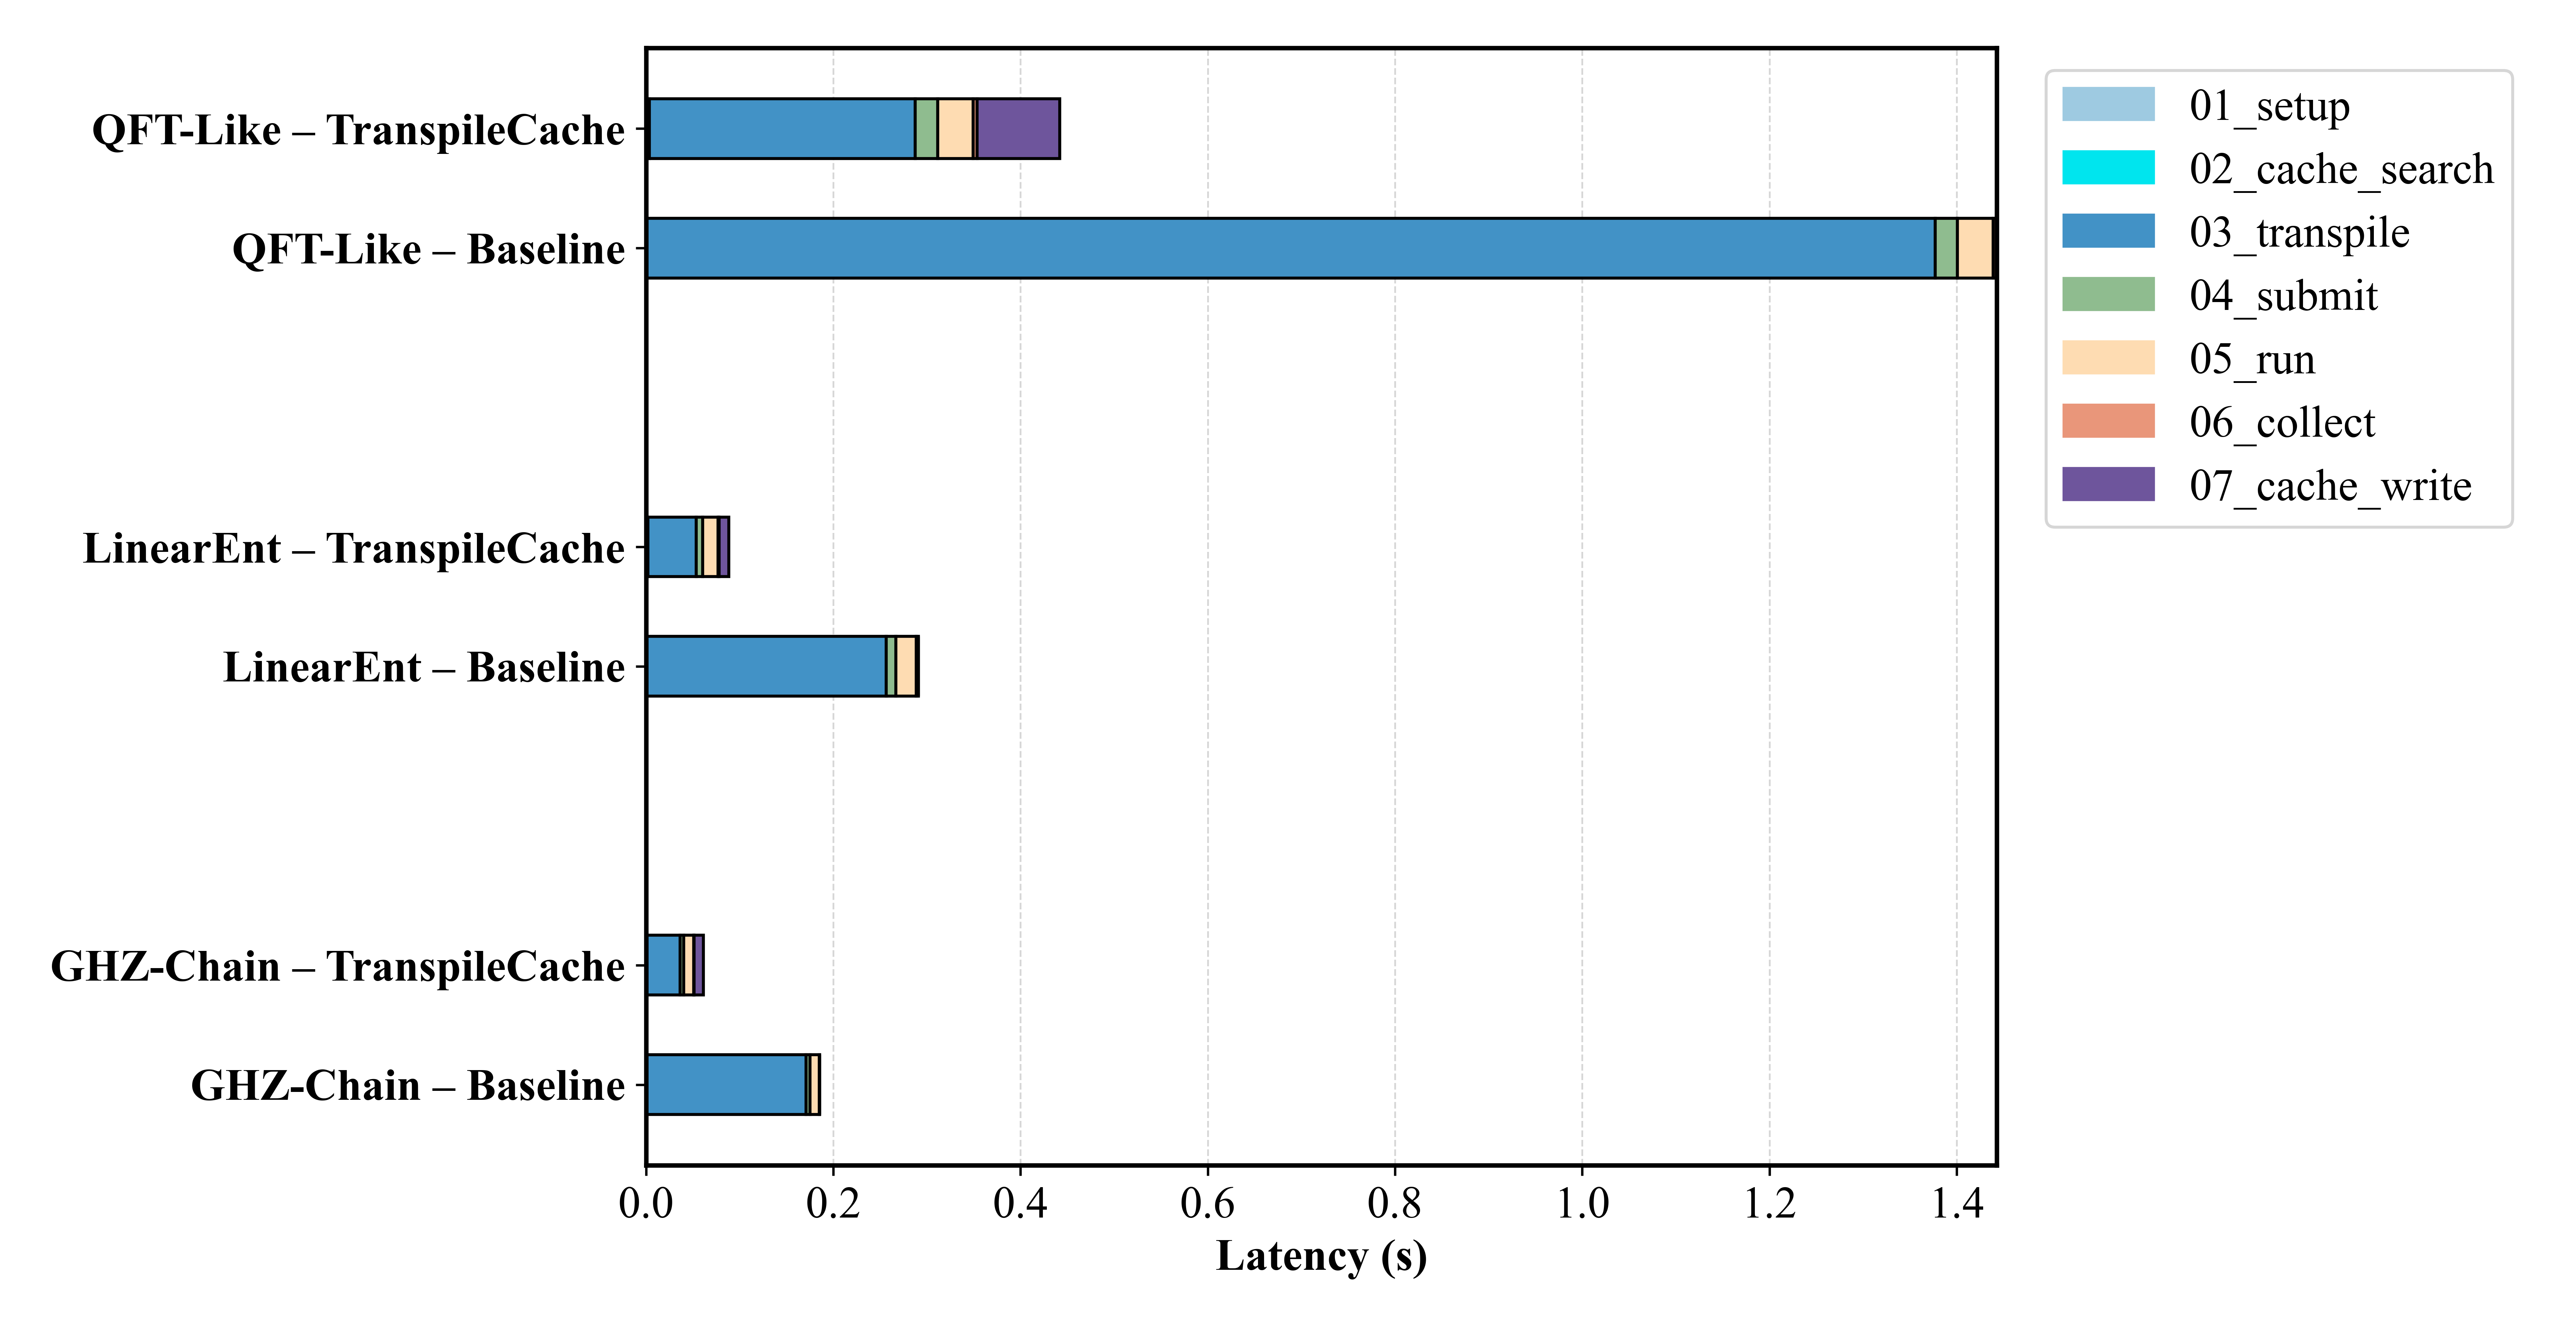 QFT-Like – TranspileCache
QFT-Like – Baseline
LinearEnt – TranspileCache
LinearEnt – Baseline
GHZ-Chain – TranspileCache
GHZ-Chain – Baseline
0.0 0.2 0.4 0.6 0.8 1.0 1.2 1.4
Latency (s)
01_setup
02_cache_search
03_transpile
04_submit
05_run
06_collect
07_cache_write